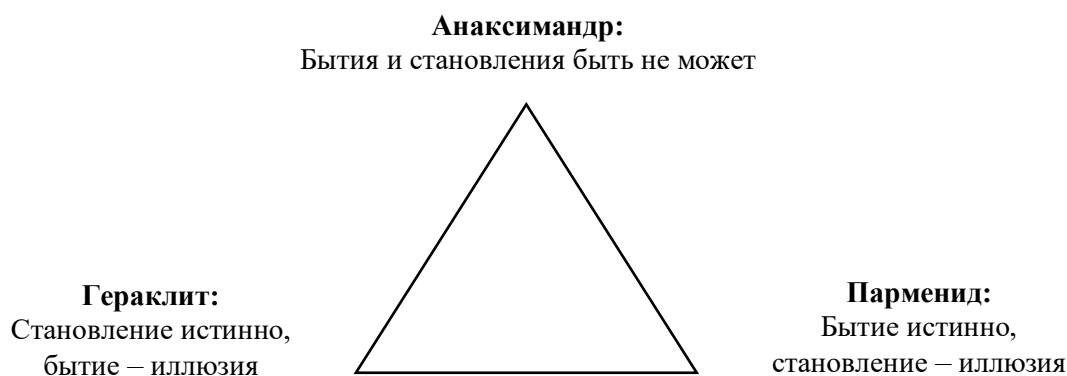 Анаксимандр:
Бытия и становления быть не может
Гераклит:
Становление истинно,
бытие – иллюзия
Парменид:
Бытие истинно,
становление – иллюзия